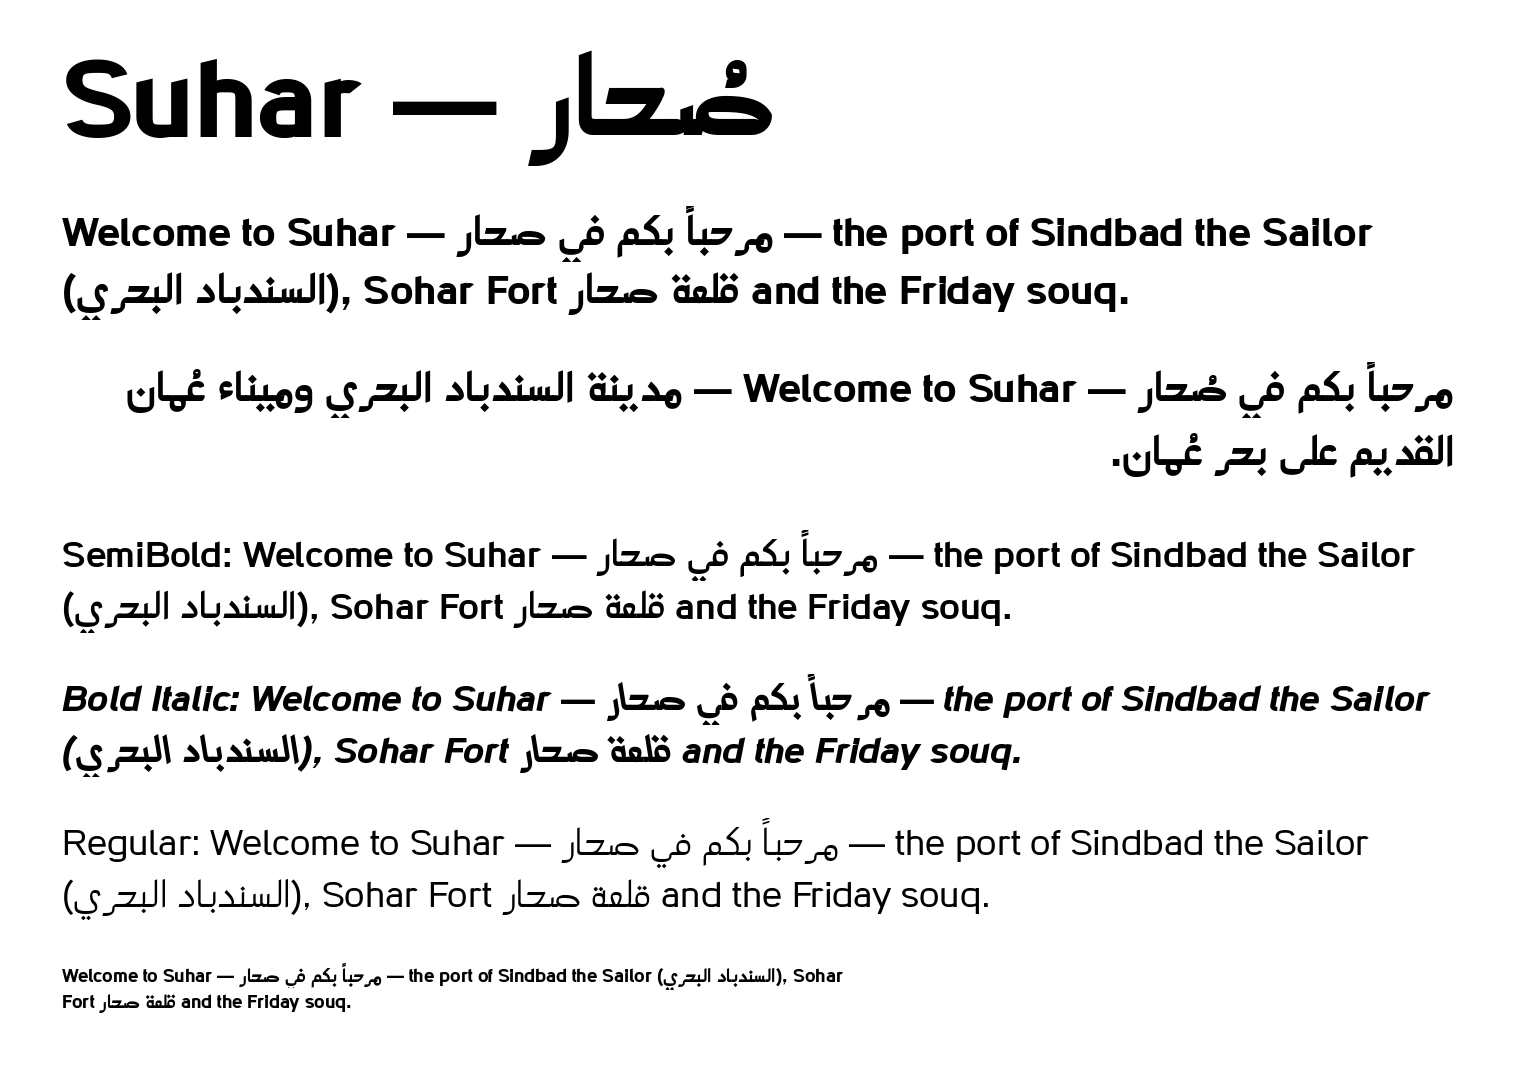 Suhar — صُحار
Welcome to Suhar — مرحباً بكم في صحار — the port of Sindbad the Sailor
(السندباد البحري), Sohar Fort قلعة صحار and the Friday souq.
مرحباً بكم في صُحار — Welcome to Suhar — مدينة السندباد البحري وميناء عُمان
القديم على بحر عُمان.
SemiBold: Welcome to Suhar — مرحباً بكم في صحار — the port of Sindbad the Sailor
(السندباد البحري), Sohar Fort قلعة صحار and the Friday souq.
Bold Italic: Welcome to Suhar — مرحباً بكم في صحار — the port of Sindbad the Sailor
(السندباد البحري), Sohar Fort قلعة صحار and the Friday souq.
Regular: Welcome to Suhar — مرحباً بكم في صحار — the port of Sindbad the Sailor
(السندباد البحري), Sohar Fort قلعة صحار and the Friday souq.
Welcome to Suhar — مرحباً بكم في صحار — the port of Sindbad the Sailor (السندباد البحري), Sohar
Fort قلعة صحار and the Friday souq.